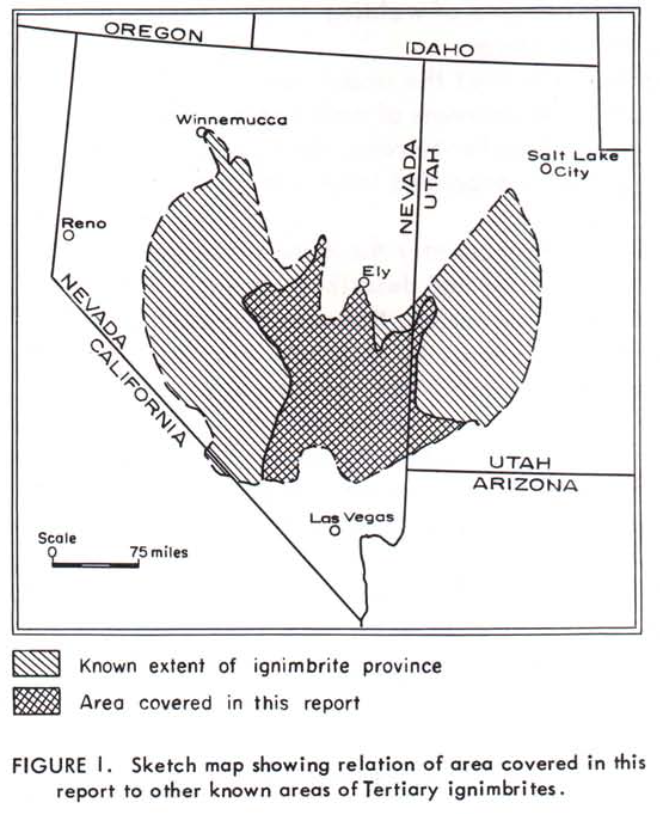 OREGON
IDAHO
Winnemucca
NEVADA
UTAH
Salt Lake
City
Reno
Ely
NEVADA
CALIFORNIA
UTAH
ARIZONA
Las Vegas
Scale
0 75 miles
Known extent of ignimbrite province
Area covered in this report
FIGURE 1. Sketch map showing relation of area covered in this
report to other known areas of Tertiary ignimbrites.